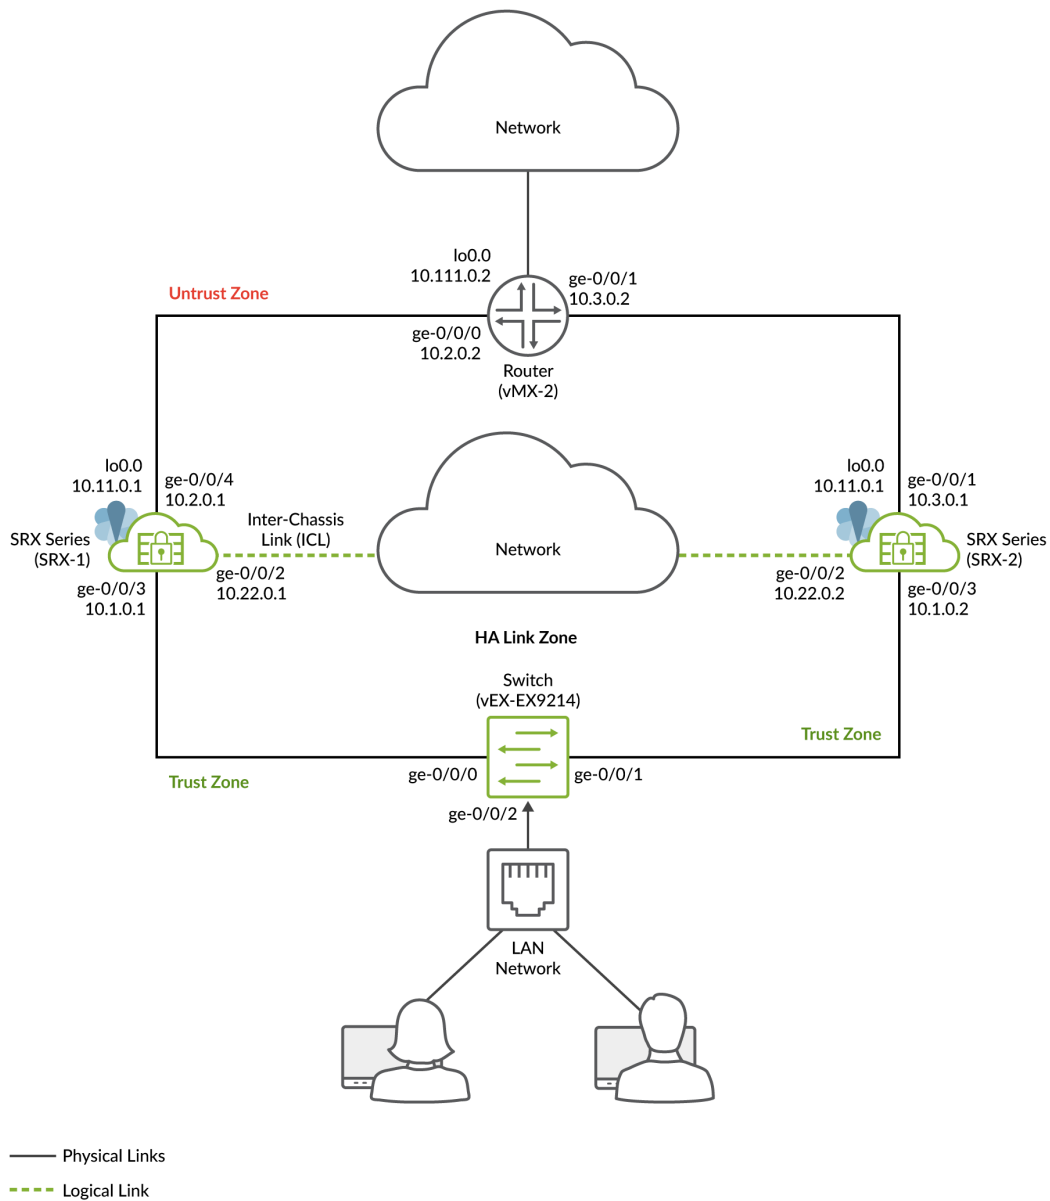 Network
lo0.0
10.111.0.2
ge-0/0/1
10.3.0.2
Untrust Zone
ge-0/0/0
10.2.0.2
Router
(vMX-2)
lo0.0
10.11.0.1
ge-0/0/4
10.2.0.1
SRX Series
(SRX-1)
Inter-Chassis
Link (ICL)
ge-0/0/2
10.22.0.1
ge-0/0/3
10.1.0.1
Network
lo0.0
10.11.0.1
ge-0/0/1
10.3.0.1
SRX Series
(SRX-2)
ge-0/0/2
10.22.0.2
ge-0/0/3
10.1.0.2
HA Link Zone
Switch
(vEX-EX9214)
Trust Zone
ge-0/0/0
ge-0/0/1
Trust Zone
ge-0/0/2
LAN
Network
Physical Links
Logical Link